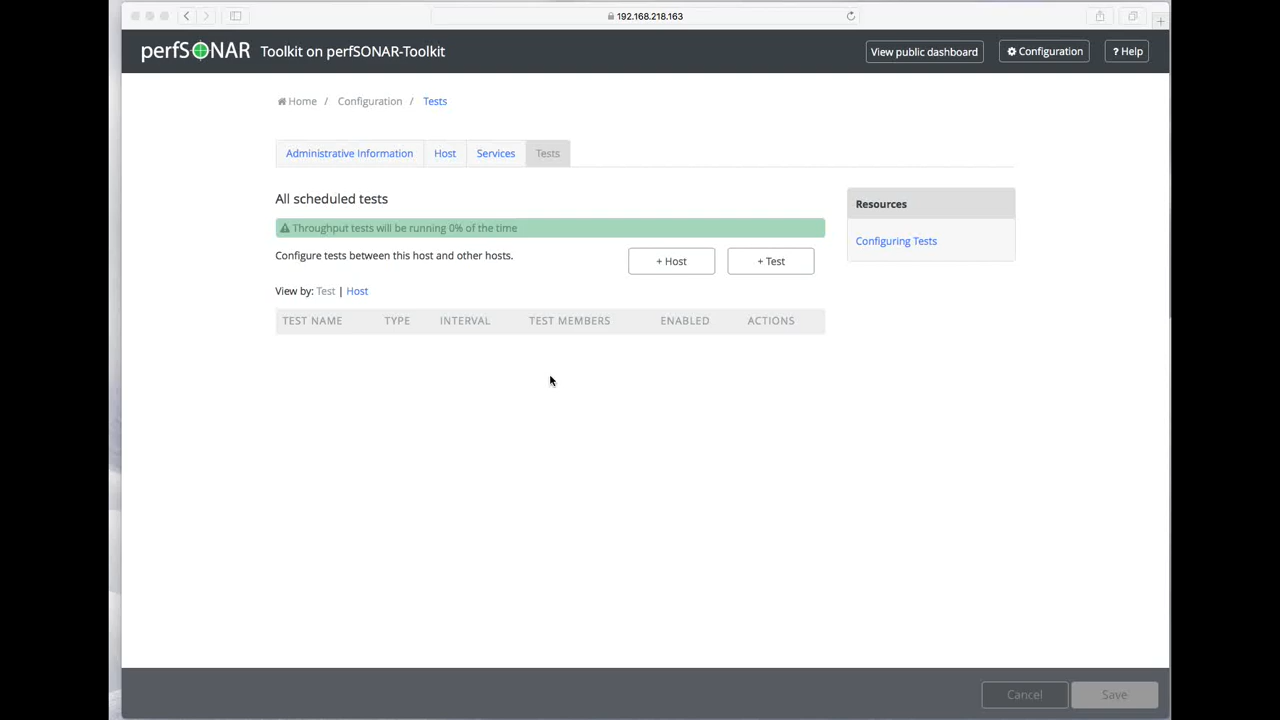 192.168.218.163
perfSONAR Toolkit on perfSONAR-Toolkit View public dashboard Configuration ? Help
Home / Configuration / Tests
Administrative Information Host Services Tests
All scheduled tests
Throughput tests will be running 0% of the time
Configure tests between this host and other hosts.
+ Host + Test
View by: Test | Host
TEST NAME TYPE INTERVAL TEST MEMBERS ENABLED ACTIONS
Resources
Configuring Tests
Cancel Save